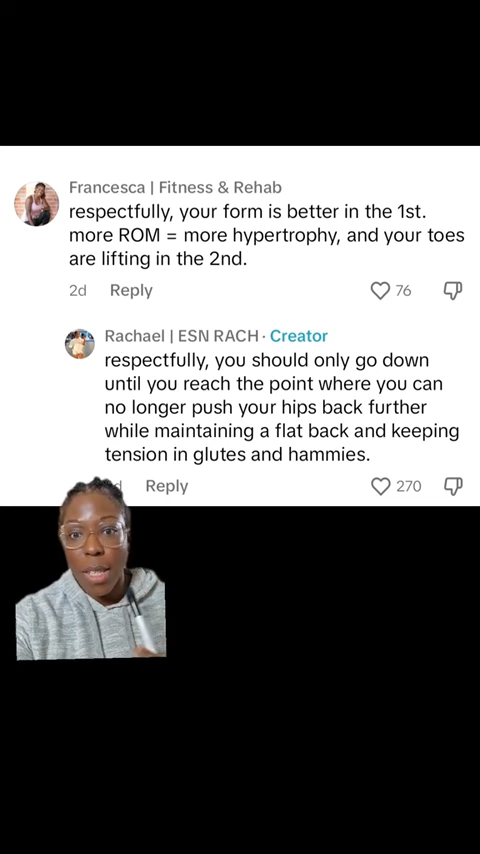 Francesca | Fitness & Rehab
respectfully, your form is better in the 1st.
more ROM = more hypertrophy, and your toes
are lifting in the 2nd.
2d Reply 76
Rachael | ESN RACH · Creator
respectfully, you should only go down
until you reach the point where you can
no longer push your hips back further
while maintaining a flat back and keeping
tension in glutes and hammies.
Reply 270